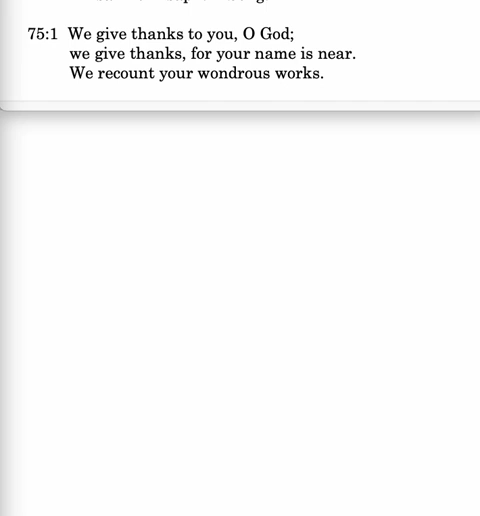 75:1 We give thanks to you, O God;
we give thanks, for your name is near.
We recount your wondrous works.